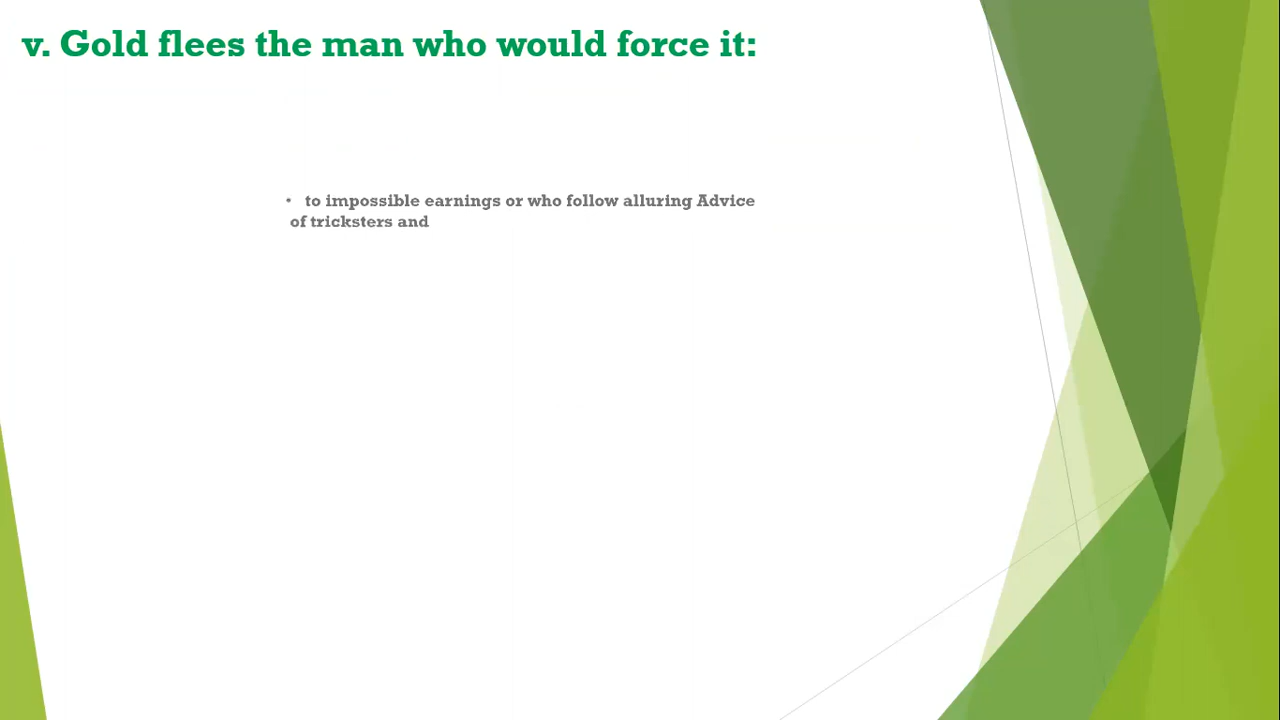 v. Gold flees the man who would force it:
• to impossible earnings or who follow alluring Advice
of tricksters and